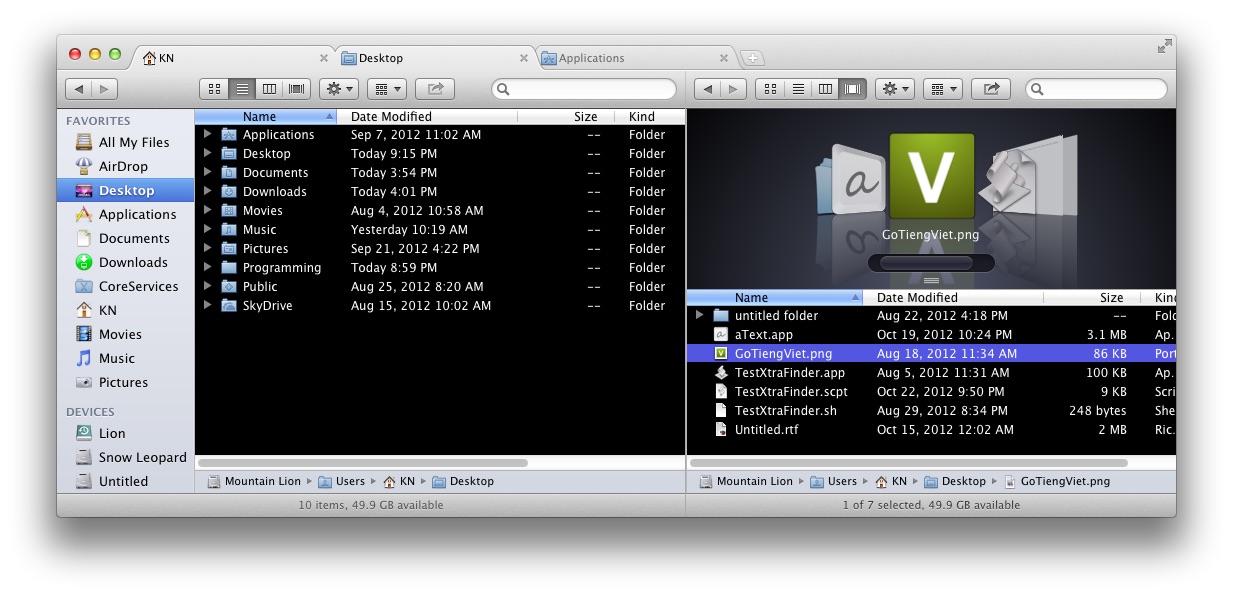 KN
Desktop
Applications
FAVORITES
All My Files
AirDrop
Desktop
Applications
Documents
Downloads
CoreServices
KN
Movies
Music
Pictures
DEVICES
Lion
Snow Leopard
Untitled
Name Date Modified Size Kind
Applications Sep 7, 2012 11:02 AM -- Folder
Desktop Today 9:15 PM -- Folder
Documents Today 3:54 PM -- Folder
Downloads Today 4:01 PM -- Folder
Movies Aug 4, 2012 10:58 AM -- Folder
Music Yesterday 10:19 AM -- Folder
Pictures Sep 21, 2012 4:22 PM -- Folder
Programming Today 8:59 PM -- Folder
Public Aug 25, 2012 8:20 AM -- Folder
SkyDrive Aug 15, 2012 10:02 AM -- Folder
Mountain Lion Users KN Desktop
10 items, 49.9 GB available
a
V
GoTiengViet.png
Name Date Modified Size Kin
untitled folder Aug 22, 2012 4:18 PM -- Fol
aText.app Oct 19, 2012 10:24 PM 3.1 MB Ap.
GoTiengViet.png Aug 18, 2012 11:34 AM 86 KB Port
TestXtraFinder.app Aug 5, 2012 11:31 AM 100 KB Ap.
TestXtraFinder.scpt Oct 22, 2012 9:50 PM 9 KB Scri
TestXtraFinder.sh Aug 29, 2012 8:34 PM 248 bytes She
Untitled.rtf Oct 15, 2012 12:02 AM 2 MB Ric.
Mountain Lion Users KN Desktop GoTiengViet.png
1 of 7 selected, 49.9 GB available